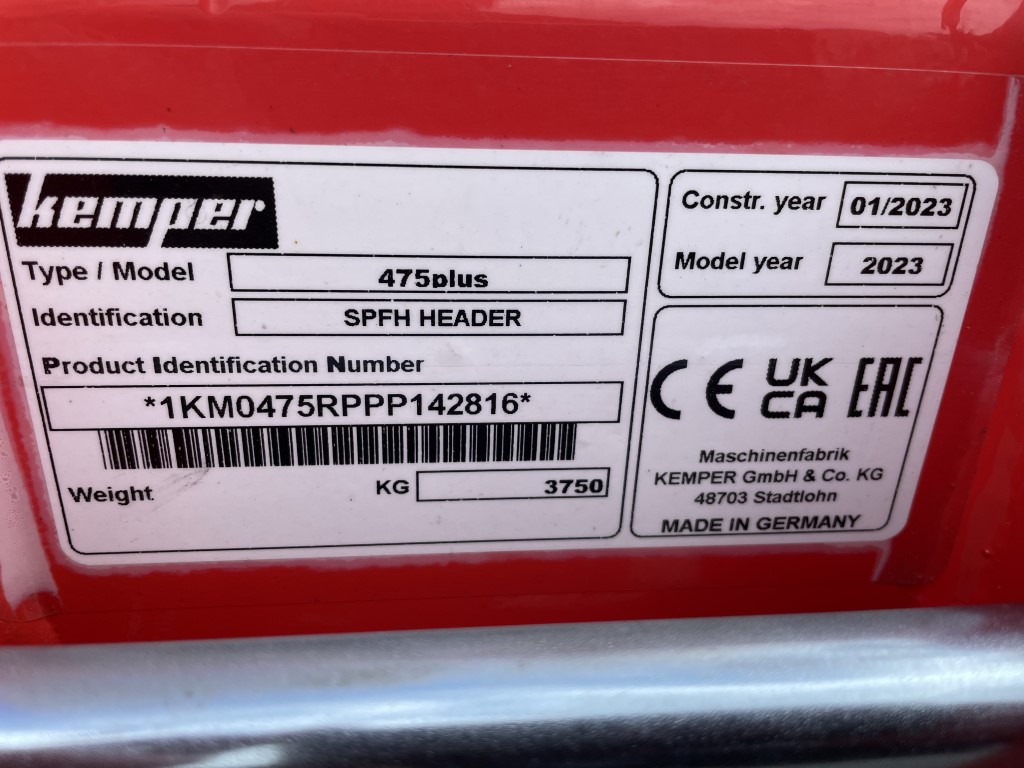 kemper
Type / Model 475plus
Identification SPFH HEADER
Product Identification Number
*1KM0475RPPP142816*
Weight KG 3750
Constr. year 01/2023
Model year 2023
CE UK CA EAC
Maschinenfabrik
KEMPER GmbH & Co. KG
48703 Stadtlohn
MADE IN GERMANY